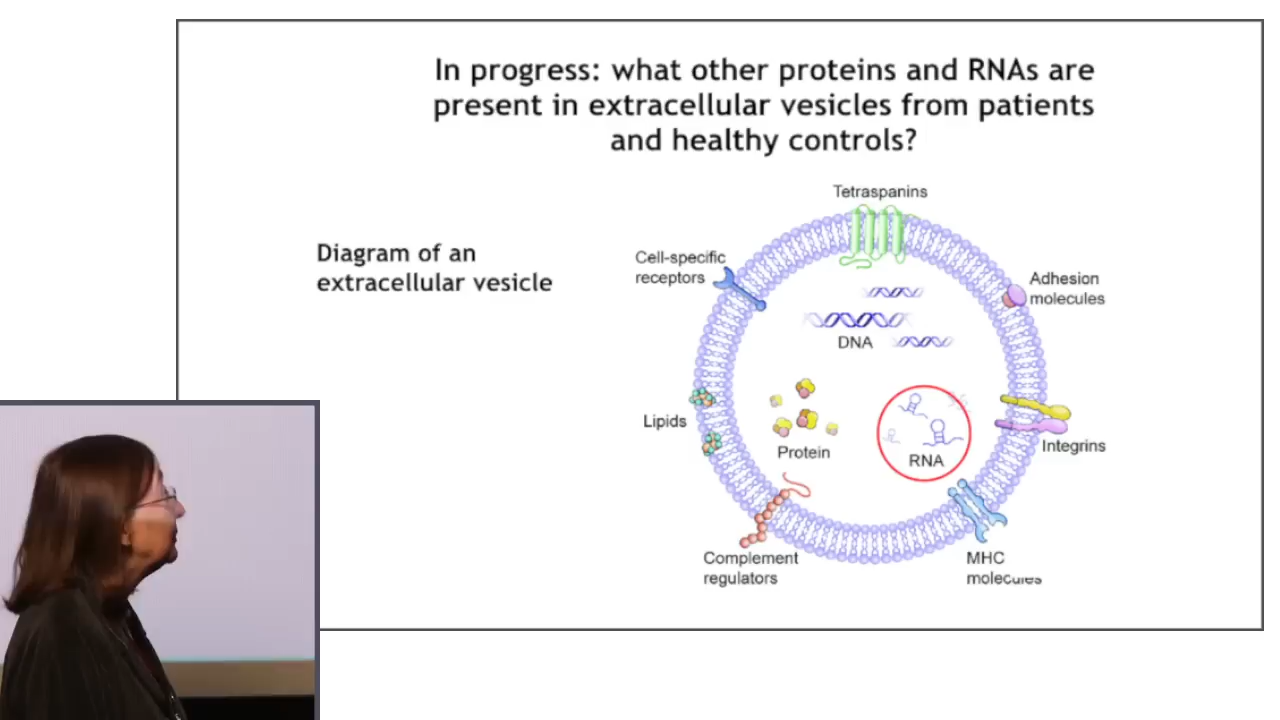 In progress: what other proteins and RNAs are
present in extracellular vesicles from patients
and healthy controls?
Diagram of an
extracellular vesicle
Tetraspanins
Cell-specific
receptors
Adhesion
molecules
DNA
Lipids
Protein
RNA
Integrins
Complement
regulators
MHC
molecules